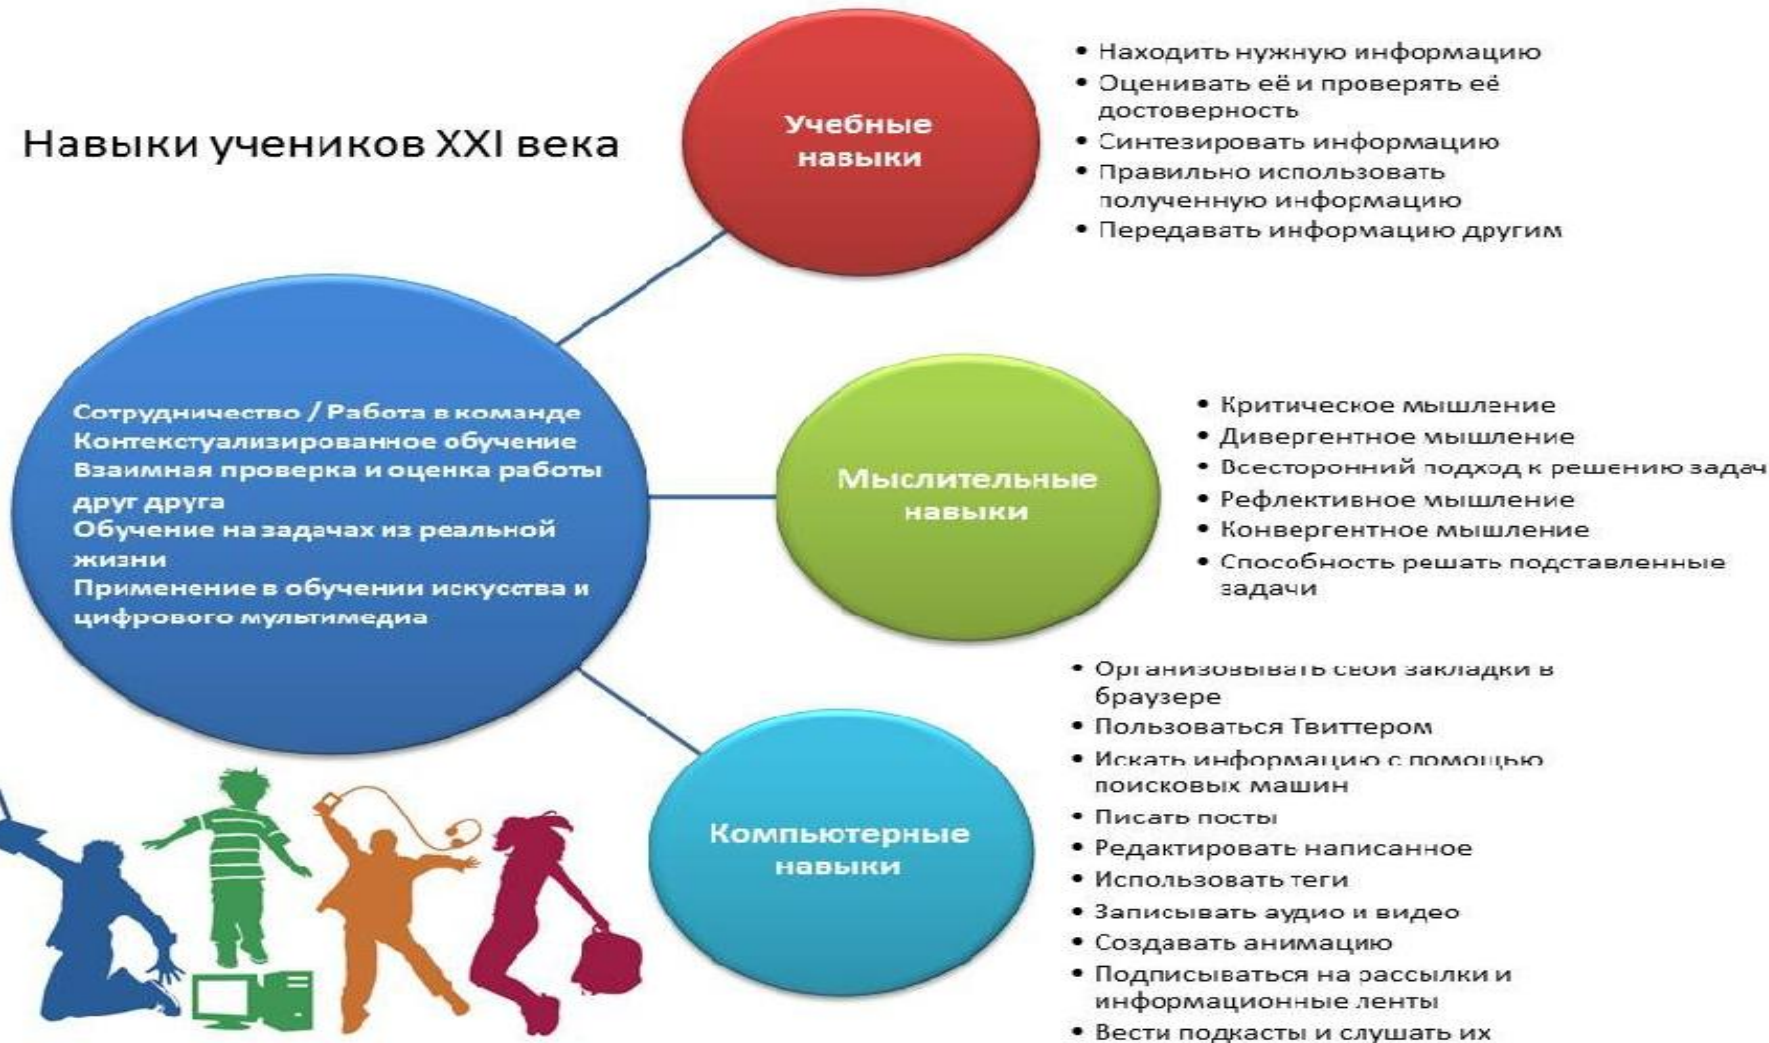 Навыки учеников XXI века
Учебные
навыки
• Находить нужную информацию
• Оценивать её и проверять её
достоверность
• Синтезировать информацию
• Правильно использовать
полученную информацию
• Передавать информацию другим
Сотрудничество / Работа в команде
Контекстуализированное обучение
Взаимная проверка и оценка работы
друг друга
Обучение на задачах из реальной
жизни
Применение в обучении искусства и
цифрового мультимедиа
Мыслительные
навыки
• Критическое мышление
• Дивергентное мышление
• Всесторонний подход к решению задач
• Рефлективное мышление
• Конвергентное мышление
• Способность решать подставленные
задачи
Компьютерные
навыки
• Организовывать свои закладки в
браузере
• Пользоваться Твиттером
• Искать информацию с помощью
поисковых машин
• Писать посты
• Редактировать написанное
• Использовать теги
• Записывать аудио и видео
• Создавать анимацию
• Подписываться на рассылки и
информационные ленты
• Вести подкасты и слушать их